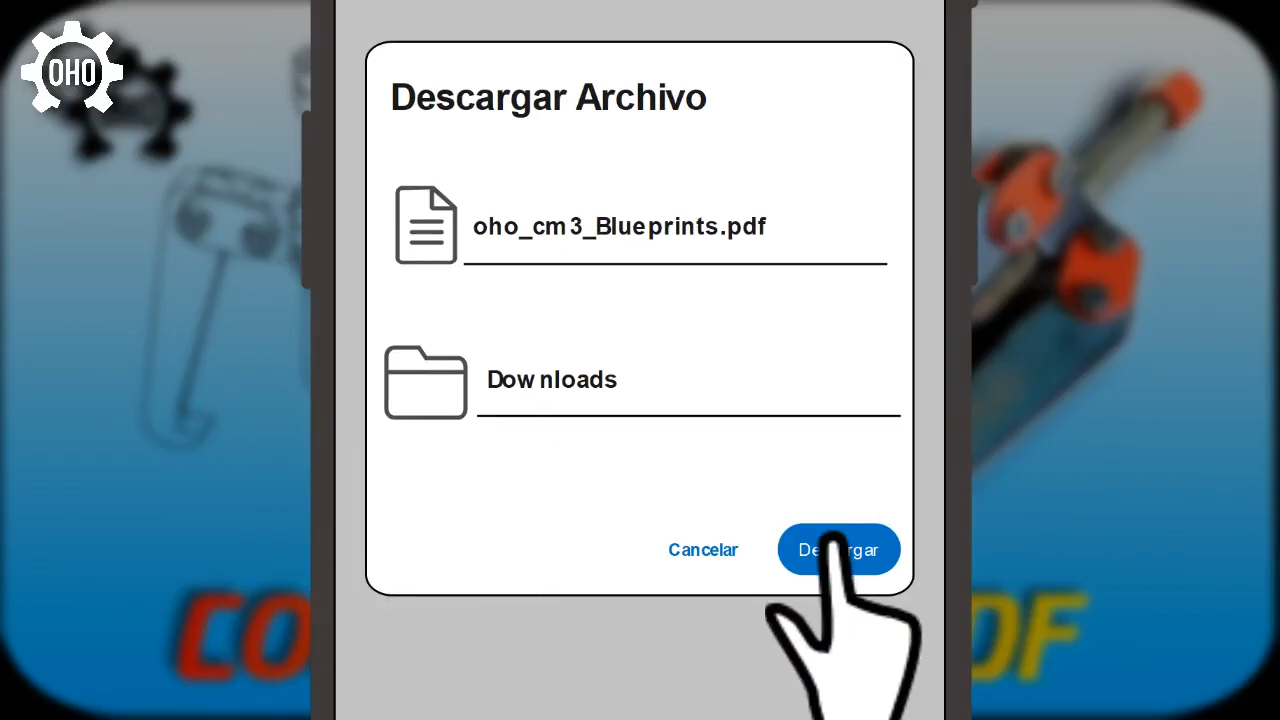 OHO
Descargar Archivo
oho_cm3_Blueprints.pdf
Downloads
Cancelar